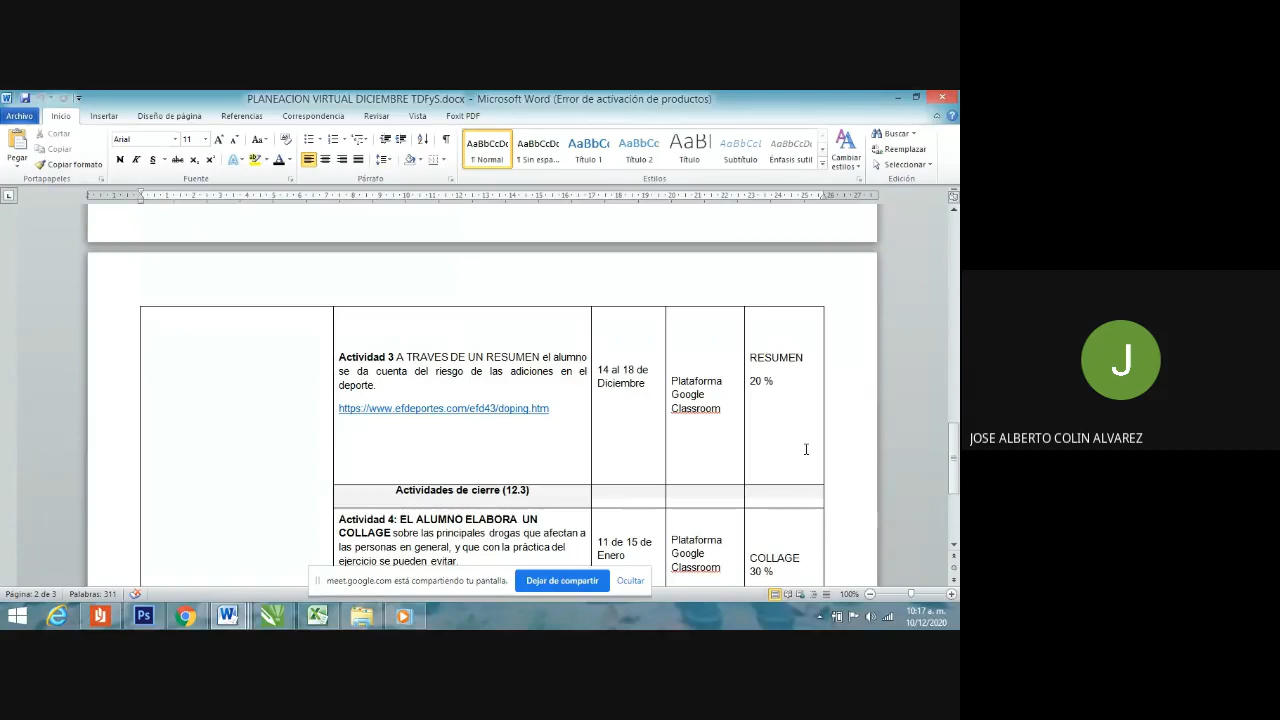 PLANEACION VIRTUAL DICIEMBRE TDFyS.docx - Microsoft Word (Error de activación de productos)
Archivo Inicio Insertar Diseño de página Referencias Correspondencia Revisar Vista Foxit PDF
Pegar
Cortar
Copiar
Copiar formato
Portapapeles
Arial 11
N K S abc x₂ x²
Fuente
Párrafo
AaBbCcDc AaBbCcDc AaBbC AaBbCc AaBl AaBbCcl AaBbCcDc
¶ Normal ¶ Sin espa... Título 1 Título 2 Título Subtítulo Énfasis sutil
Cambiar estilos
Estilos
Buscar
Reemplazar
Seleccionar
Edición
Actividad 3 A TRAVES DE UN RESUMEN el alumno
se da cuenta del riesgo de las adiciones en el
deporte.
https://www.efdeportes.com/efd43/doping.htm
14 al 18 de
Diciembre
Plataforma
Google
Classroom
RESUMEN
20 %
Actividades de cierre (12.3)
Actividad 4: EL ALUMNO ELABORA UN
COLLAGE sobre las principales drogas que afectan a
las personas en general, y que con la práctica del
ejercicio se pueden evitar.
11 de 15 de
Enero
Plataforma
Google
Classroom
COLLAGE
30 %
meet.google.com está compartiendo tu pantalla. Dejar de compartir Ocultar
Página: 2 de 3 Palabras: 311 100%
10:17 a. m.
10/12/2020
J
JOSE ALBERTO COLIN ALVAREZ